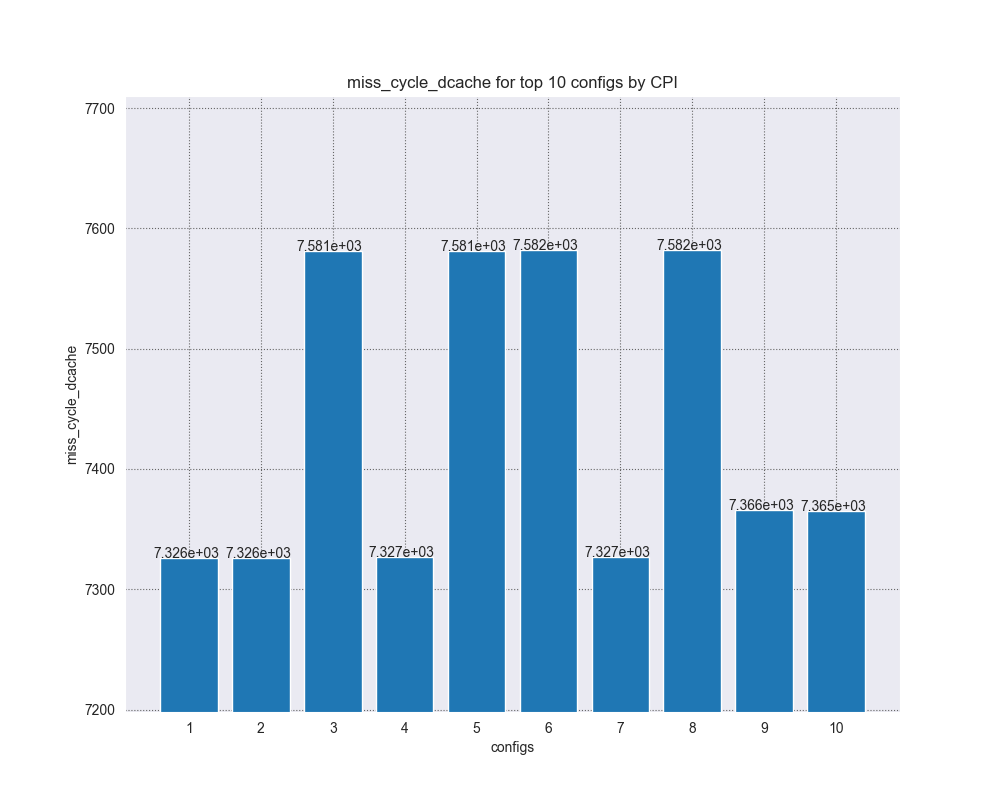 miss_cycle_dcache for top 10 configs by CPI
7700
7600
7500
7400
7300
7200
miss_cycle_dcache
7.326e+03
7.326e+03
7.581e+03
7.327e+03
7.581e+03
7.582e+03
7.327e+03
7.582e+03
7.366e+03
7.365e+03
1 2 3 4 5 6 7 8 9 10
configs